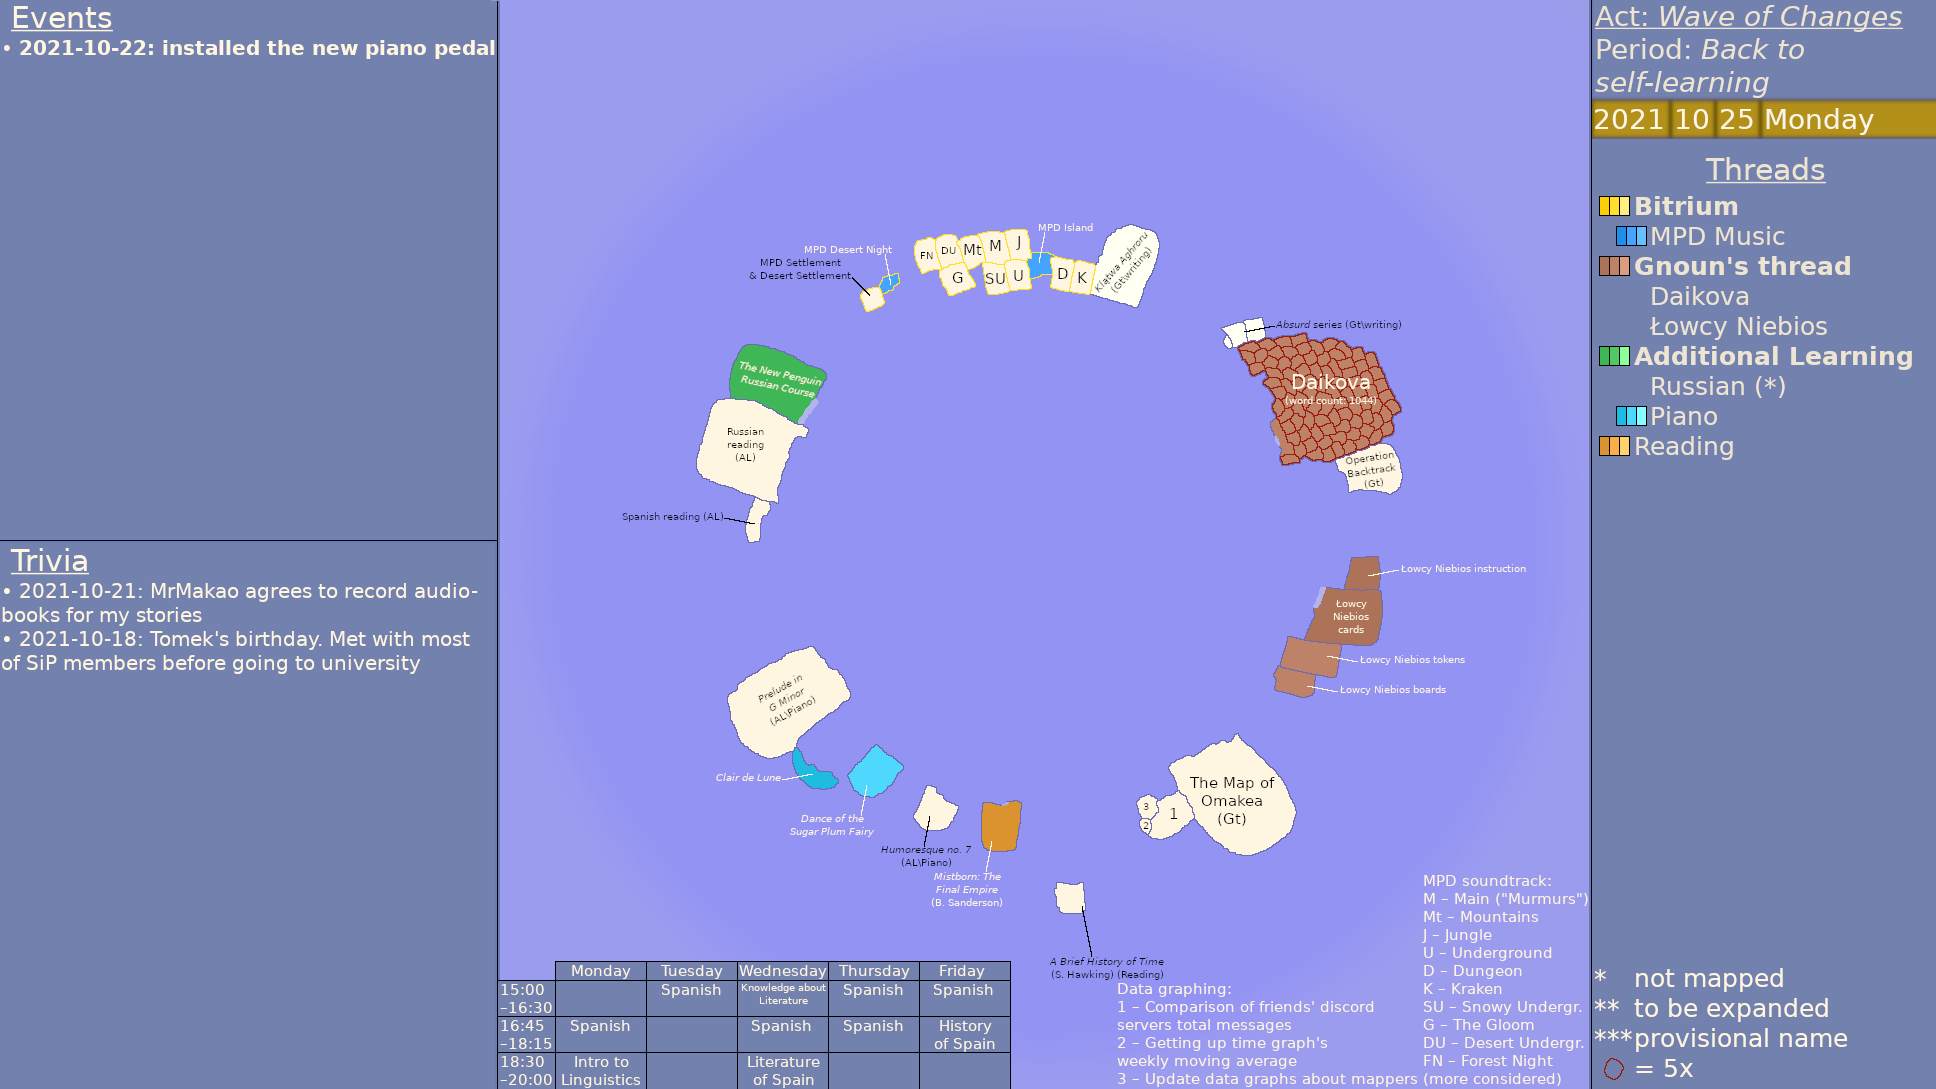 Events
• 2021-10-22: installed the new piano pedal
Trivia
• 2021-10-21: MrMakao agrees to record audio-
books for my stories
• 2021-10-18: Tomek's birthday. Met with most
of SiP members before going to university
MPD Desert Night
MPD Settlement
& Desert Settlement
FN
DU
Mt
M
J
G
SU
U
MPD Island
D
K
Klątwa Aghroru
(Gt\writing)
Absurd series (Gt\writing)
Daikova
(word count: 1044)
Operation
Backtrack
(Gt)
The New Penguin
Russian Course
Russian
reading
(AL)
Spanish reading (AL)
Łowcy Niebios instruction
Łowcy
Niebios
cards
Łowcy Niebios tokens
Łowcy Niebios boards
Prelude in
G Minor
(AL\Piano)
Clair de Lune
Dance of the
Sugar Plum Fairy
Humoresque no. 7
(AL\Piano)
Mistborn: The
Final Empire
(B. Sanderson)
The Map of
Omakea
(Gt)
3
2
1
A Brief History of Time
(S. Hawking) (Reading)
Monday Tuesday Wednesday Thursday Friday
15:00
–16:30
Spanish
Knowledge about
Literature
Spanish
Spanish
16:45
–18:15
Spanish
Spanish
Spanish
History
of Spain
18:30
–20:00
Intro to
Linguistics
Literature
of Spain
Data graphing:
1 – Comparison of friends' discord
servers total messages
2 – Getting up time graph's
weekly moving average
3 – Update data graphs about mappers
MPD soundtrack:
M – Main ("Murmurs")
Mt – Mountains
J – Jungle
U – Underground
D – Dungeon
K – Kraken
SU – Snowy Undergr.
G – The Gloom
DU – Desert Undergr.
FN – Forest Night
(more considered)
Act: Wave of Changes
Period: Back to
self-learning
2021 10 25 Monday
Threads
Bitrium
MPD Music
Gnoun's thread
Daikova
Łowcy Niebios
Additional Learning
Russian (*)
Piano
Reading
* not mapped
** to be expanded
*** provisional name
= 5x